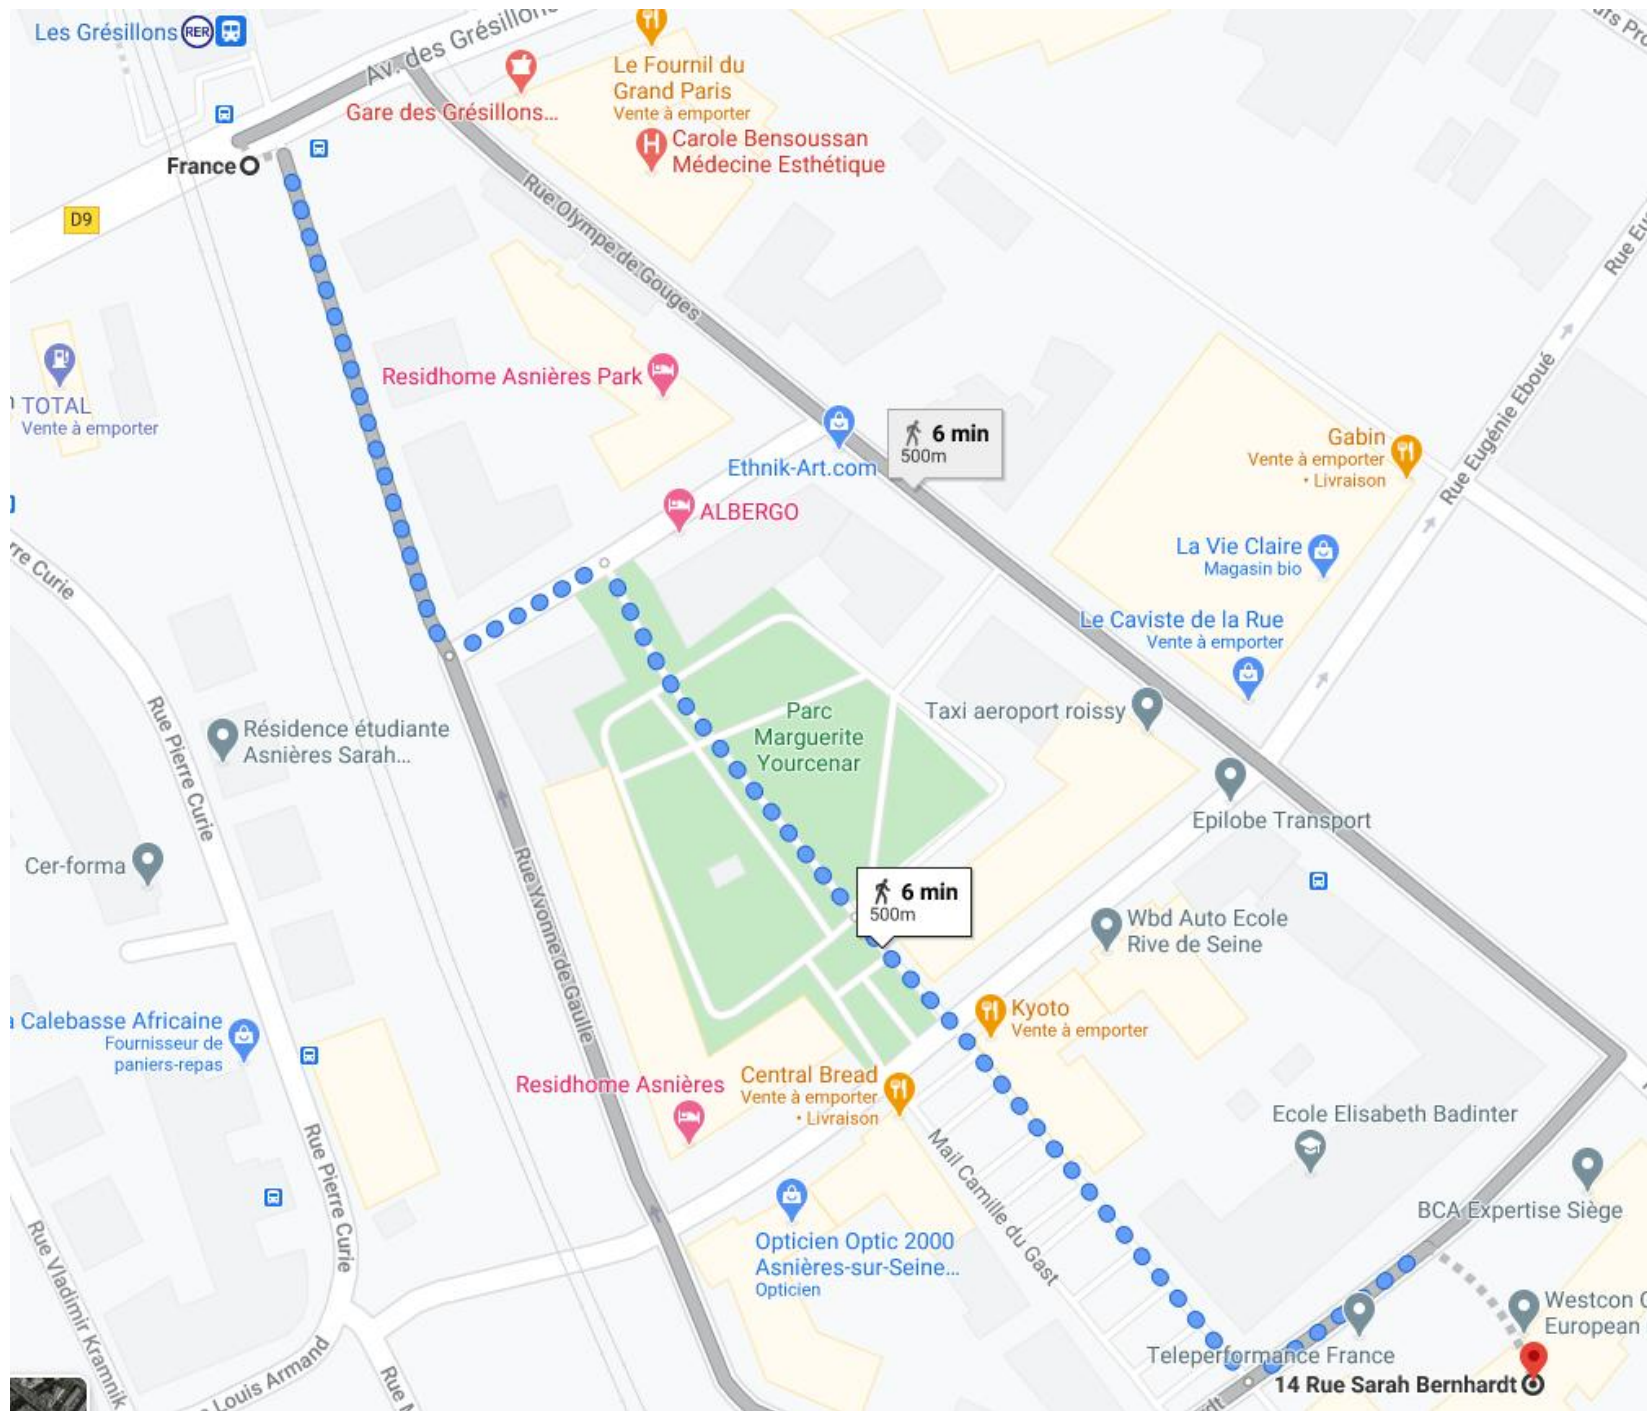 Les Grésillons RER
Av. des Grésillons
Le Fournil du
Grand Paris
Vente à emporter
Gare des Grésillons...
Carole Bensoussan
Médecine Esthétique
France
D9
Rue Olympe de Gouges
TOTAL
Vente à emporter
Residhome Asnières Park
6 min
500m
Ethnik-Art.com
Gabin
Vente à emporter
• Livraison
Rue Eugénie Eboué
Rue Eu
ALBERGO
La Vie Claire
Magasin bio
Le Caviste de la Rue
Vente à emporter
rre Curie
Rue Pierre Curie
Résidence étudiante
Asnières Sarah...
Parc
Marguerite
Yourcenar
Taxi aeroport roissy
Epilobe Transport
Cer-forma
Rue Yvonne de Gaulle
6 min
500m
Wbd Auto Ecole
Rive de Seine
a Calebasse Africaine
Fournisseur de
paniers-repas
Kyoto
Vente à emporter
Residhome Asnières
Central Bread
Vente à emporter
• Livraison
Ecole Elisabeth Badinter
Rue Pierre Curie
Mail Camille du Gast
BCA Expertise Siège
Rue Vladimir Kramnik
Opticien Optic 2000
Asnières-sur-Seine...
Opticien
Westcon
European
Teleperformance France
14 Rue Sarah Bernhardt
Louis Armand
Rue